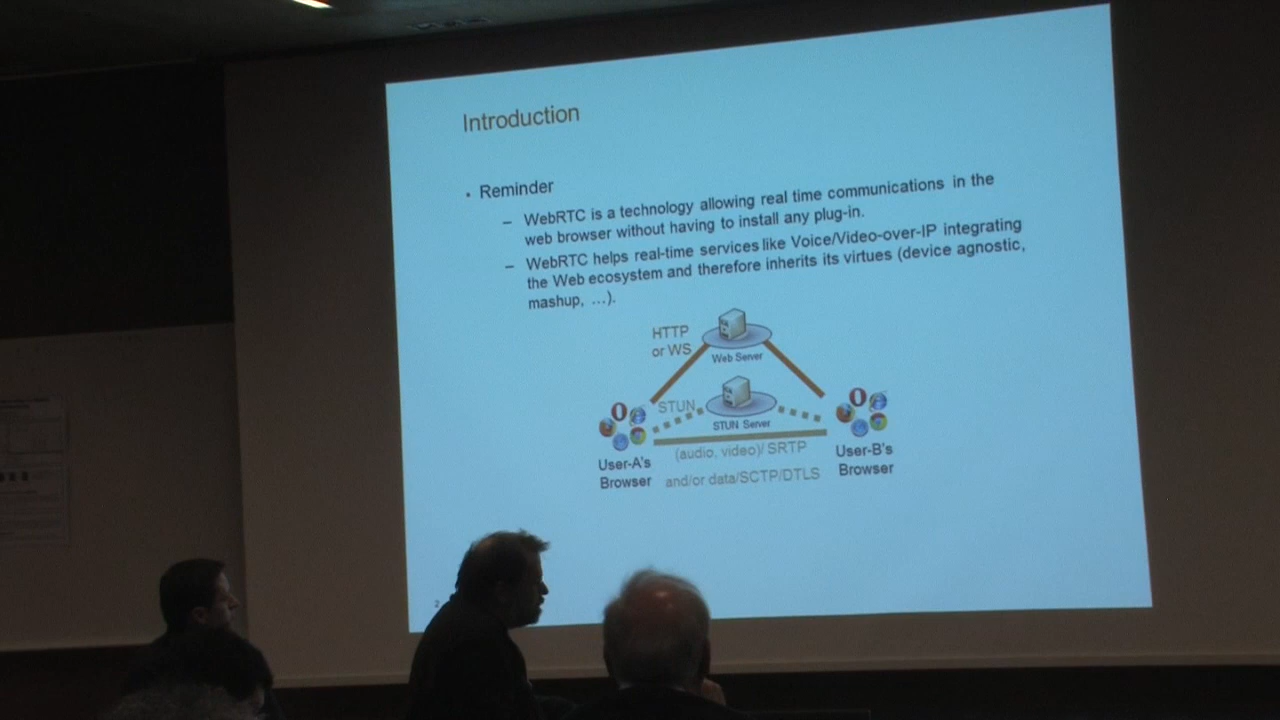 Introduction
• Reminder
– WebRTC is a technology allowing real time communications in the
web browser without having to install any plug-in.
– WebRTC helps real-time services like Voice/Video-over-IP integrating
the Web ecosystem and therefore inherits its virtues (device agnostic,
mashup, …).
HTTP
or WS
Web Server
STUN
STUN Server
(audio, video)/ SRTP
and/or data/SCTP/DTLS
User-A's
Browser
User-B's
Browser
2